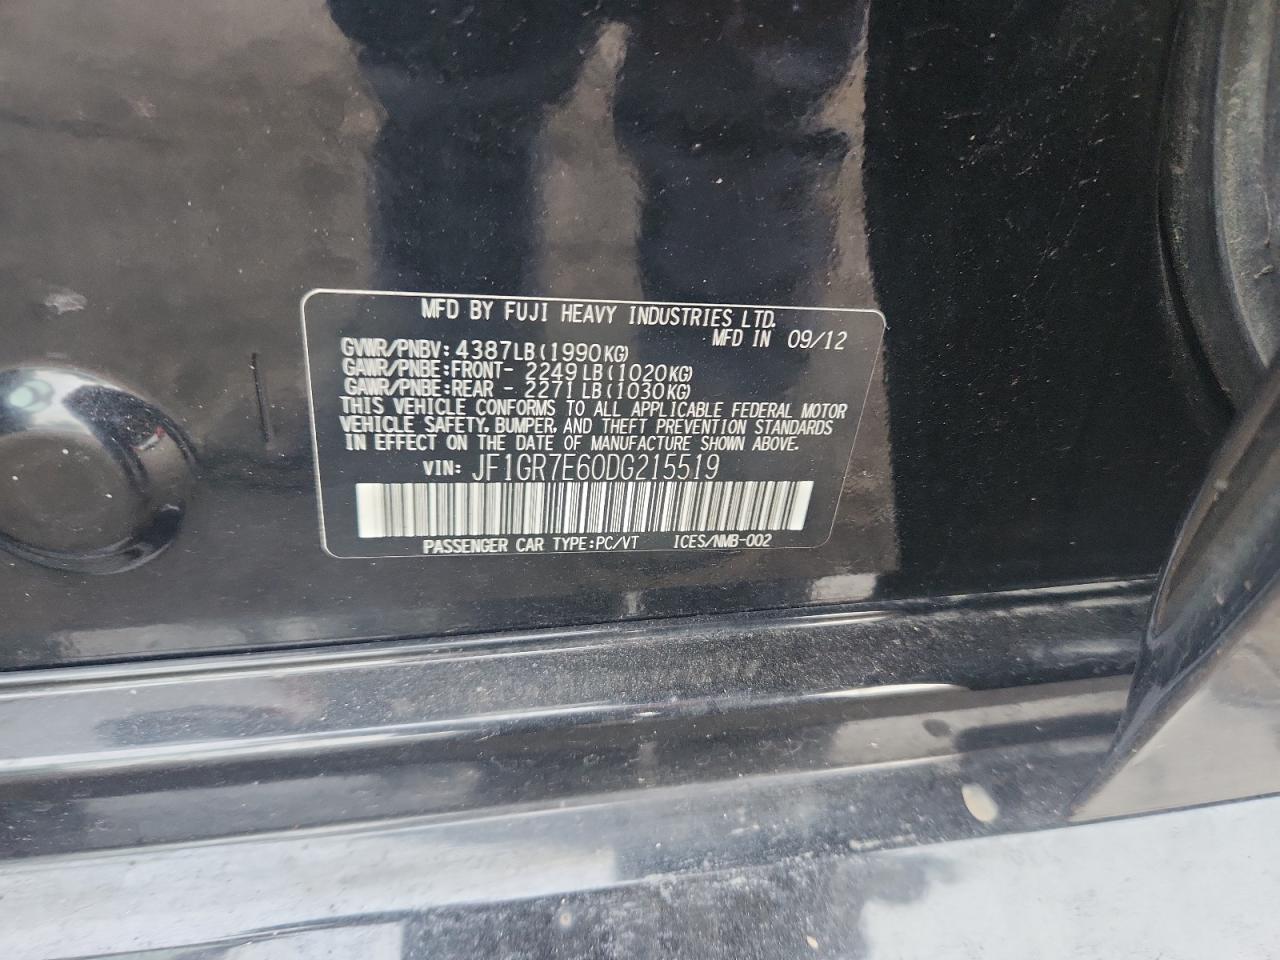 MFD BY FUJI HEAVY INDUSTRIES LTD.
MFD IN 09/12
GVWR/PNBV: 4387LB(1990KG)
GAWR/PNBE:FRONT- 2249LB(1020KG)
GAWR/PNBE:REAR - 2271LB(1030KG)
THIS VEHICLE CONFORMS TO ALL APPLICABLE FEDERAL MOTOR
VEHICLE SAFETY, BUMPER, AND THEFT PREVENTION STANDARDS
IN EFFECT ON THE DATE OF MANUFACTURE SHOWN ABOVE.
VIN: JF1GR7E60DG215519
PASSENGER CAR TYPE:PC/VT ICES/NMB-002